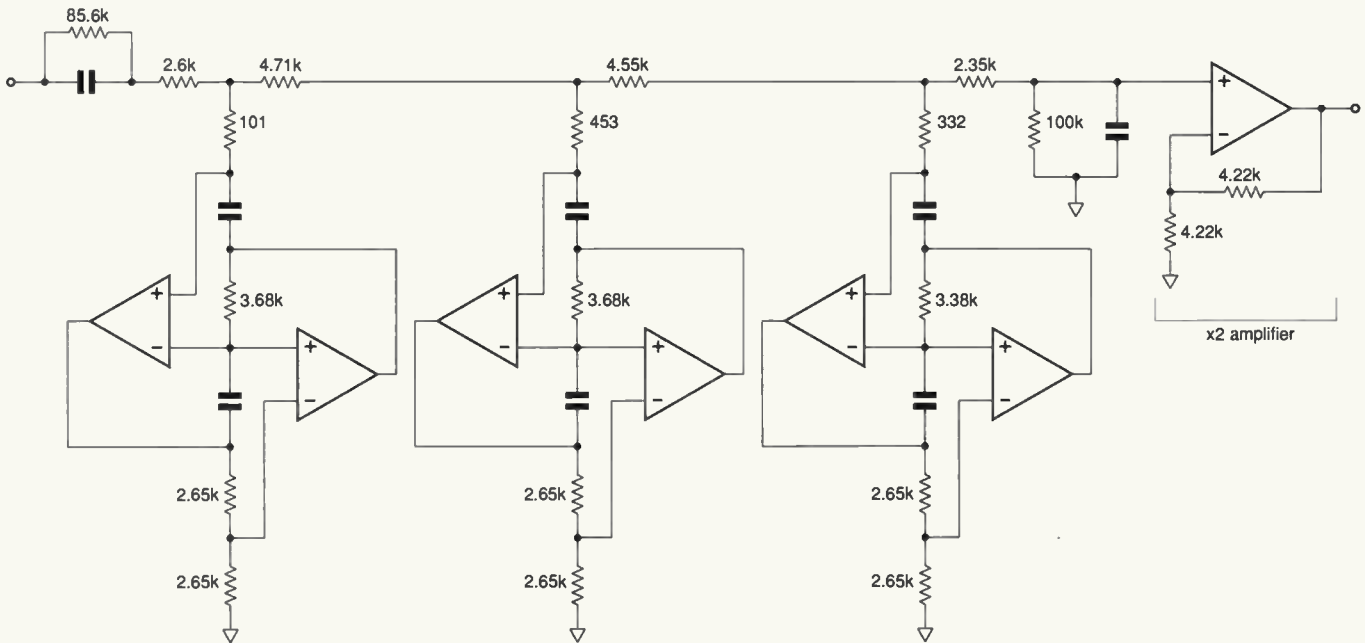 85.6k
2.6k
4.71k
4.55k
2.35k
101
453
332
100k
+
−
4.22k
4.22k
x2 amplifier
+
−
3.68k
+
−
+
−
3.68k
+
−
+
−
3.38k
+
−
2.65k
2.65k
2.65k
2.65k
2.65k
2.65k